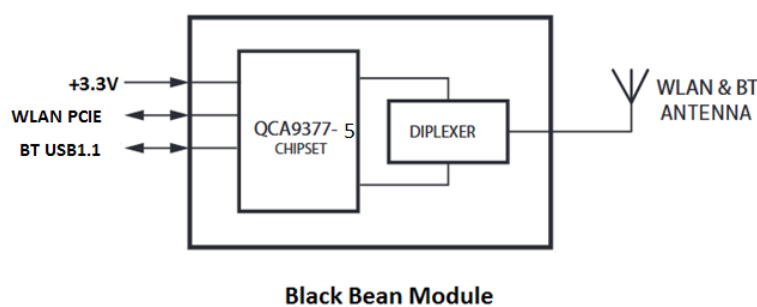 +3.3V
WLAN PCIE
BT USB1.1
QCA9377- 5
CHIPSET
DIPLEXER
WLAN & BT
ANTENNA
Black Bean Module